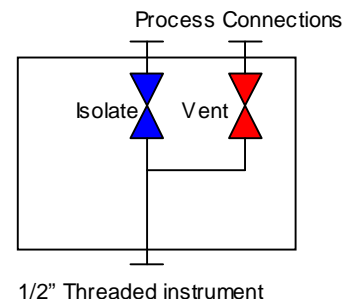 Process Connections
Isolate Vent
1/2" Threaded instrument